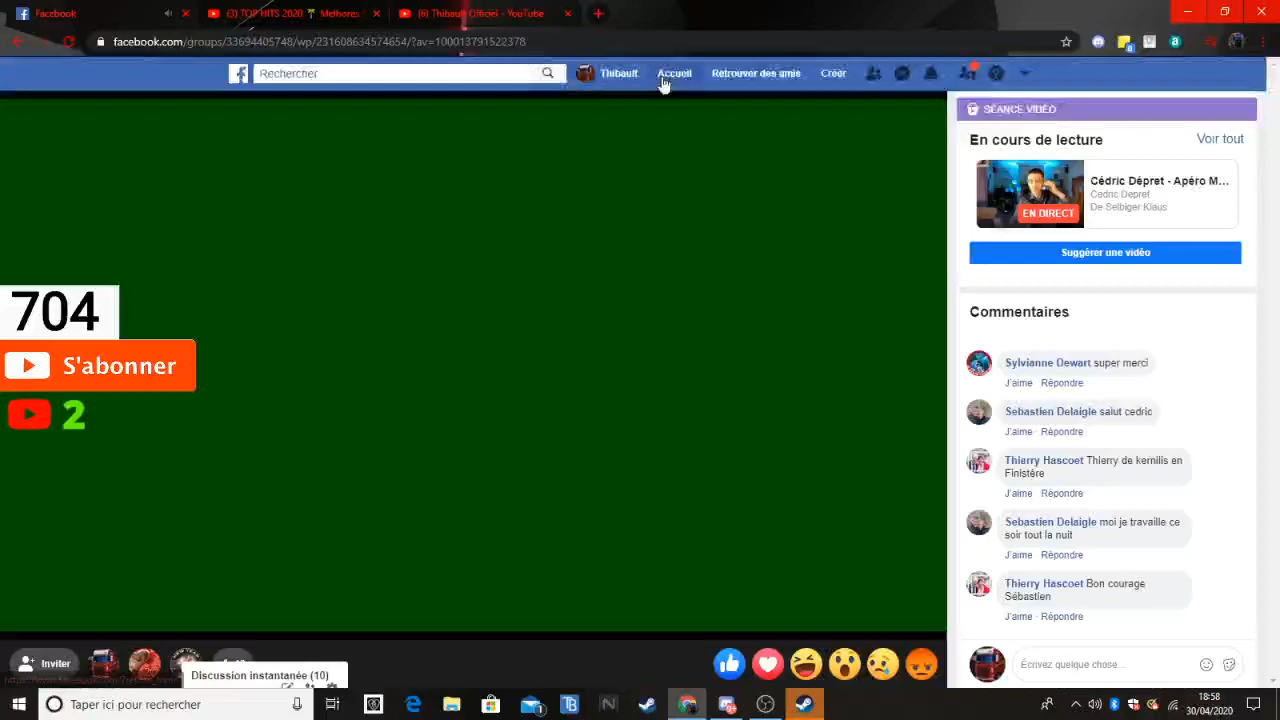 Facebook
(3) TOP HITS 2020 🌴 Melhores
(6) Thibault Officiel - YouTube
facebook.com/groups/33694405748/wp/231608634574654/?av=100013791522378
Rechercher
Thibault
Accueil
Retrouver des amis
Créer
SÉANCE VIDÉO
En cours de lecture
Voir tout
Cédric Dépret - Apéro M...
Cedric Depret
De Selbiger Klaus
EN DIRECT
Suggérer une vidéo
704
S'abonner
2
Commentaires
Sylvianne Dewart super merci
J'aime · Répondre
Sebastien Delaigle salut cedric
J'aime · Répondre
Thierry Hascoet Thierry de kernilis en
Finistère
J'aime · Répondre
Sebastien Delaigle moi je travaille ce
soir tout la nuit
J'aime · Répondre
Thierry Hascoet Bon courage
Sébastien
J'aime · Répondre
Inviter
Écrivez quelque chose...
Discussion instantanée (10)
Taper ici pour rechercher
18:58
30/04/2020